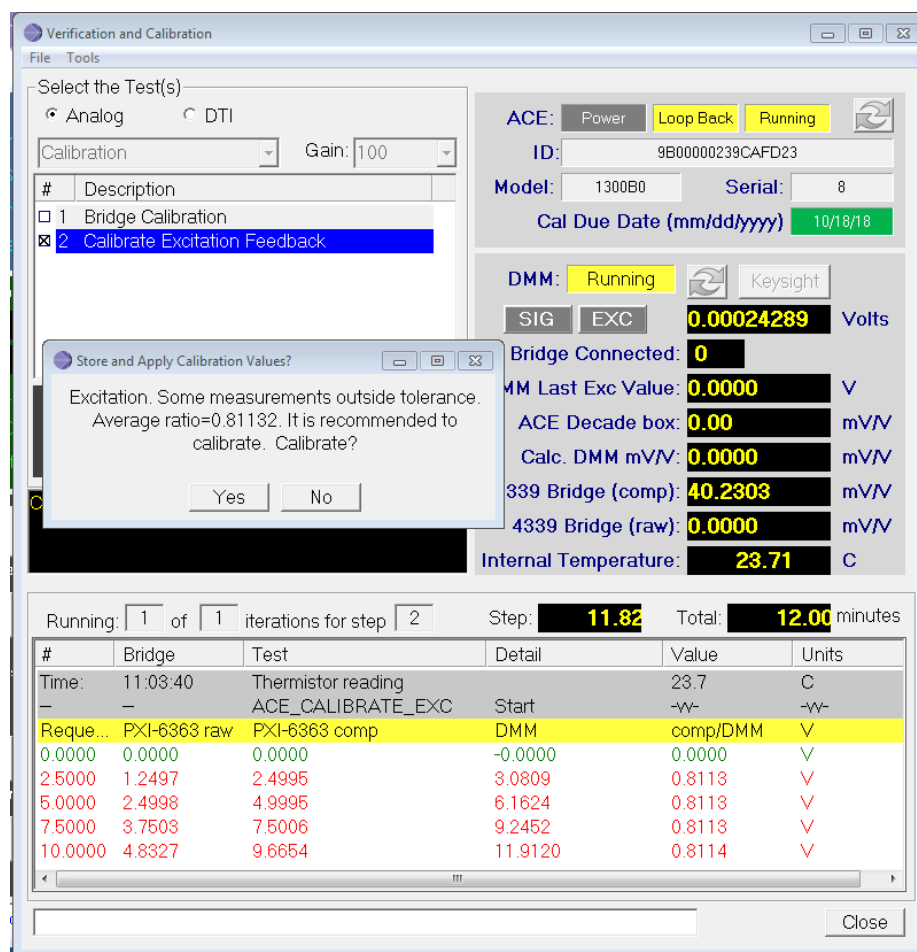 Verification and Calibration
File Tools
Select the Test(s)
Analog DTI
Calibration Gain: 100
# Description
1 Bridge Calibration
2 Calibrate Excitation Feedback
ACE: Power Loop Back Running
ID: 9B00000239CAFD23
Model: 1300B0 Serial: 8
Cal Due Date (mm/dd/yyyy) 10/18/18
DMM: Running Keysight
SIG EXC 0.00024289 Volts
Bridge Connected: 0
MM Last Exc Value: 0.0000 V
ACE Decade box: 0.00 mV/V
Calc. DMM mV/V: 0.0000 mV/V
339 Bridge (comp): 40.2303 mV/V
4339 Bridge (raw): 0.0000 mV/V
Internal Temperature: 23.71 C
Store and Apply Calibration Values?
Excitation. Some measurements outside tolerance.
Average ratio=0.81132. It is recommended to
calibrate. Calibrate?
Yes No
Running: 1 of 1 iterations for step 2 Step: 11.82 Total: 12.00 minutes
# Bridge Test Detail Value Units
Time: 11:03:40 Thermistor reading 23.7 C
– – ACE_CALIBRATE_EXC Start -vv- -vv-
Reque... PXI-6363 raw PXI-6363 comp DMM comp/DMM V
0.0000 0.0000 0.0000 -0.0000 0.0000 V
2.5000 1.2497 2.4995 3.0809 0.8113 V
5.0000 2.4998 4.9995 6.1624 0.8113 V
7.5000 3.7503 7.5006 9.2452 0.8113 V
10.0000 4.8327 9.6654 11.9120 0.8114 V
Close